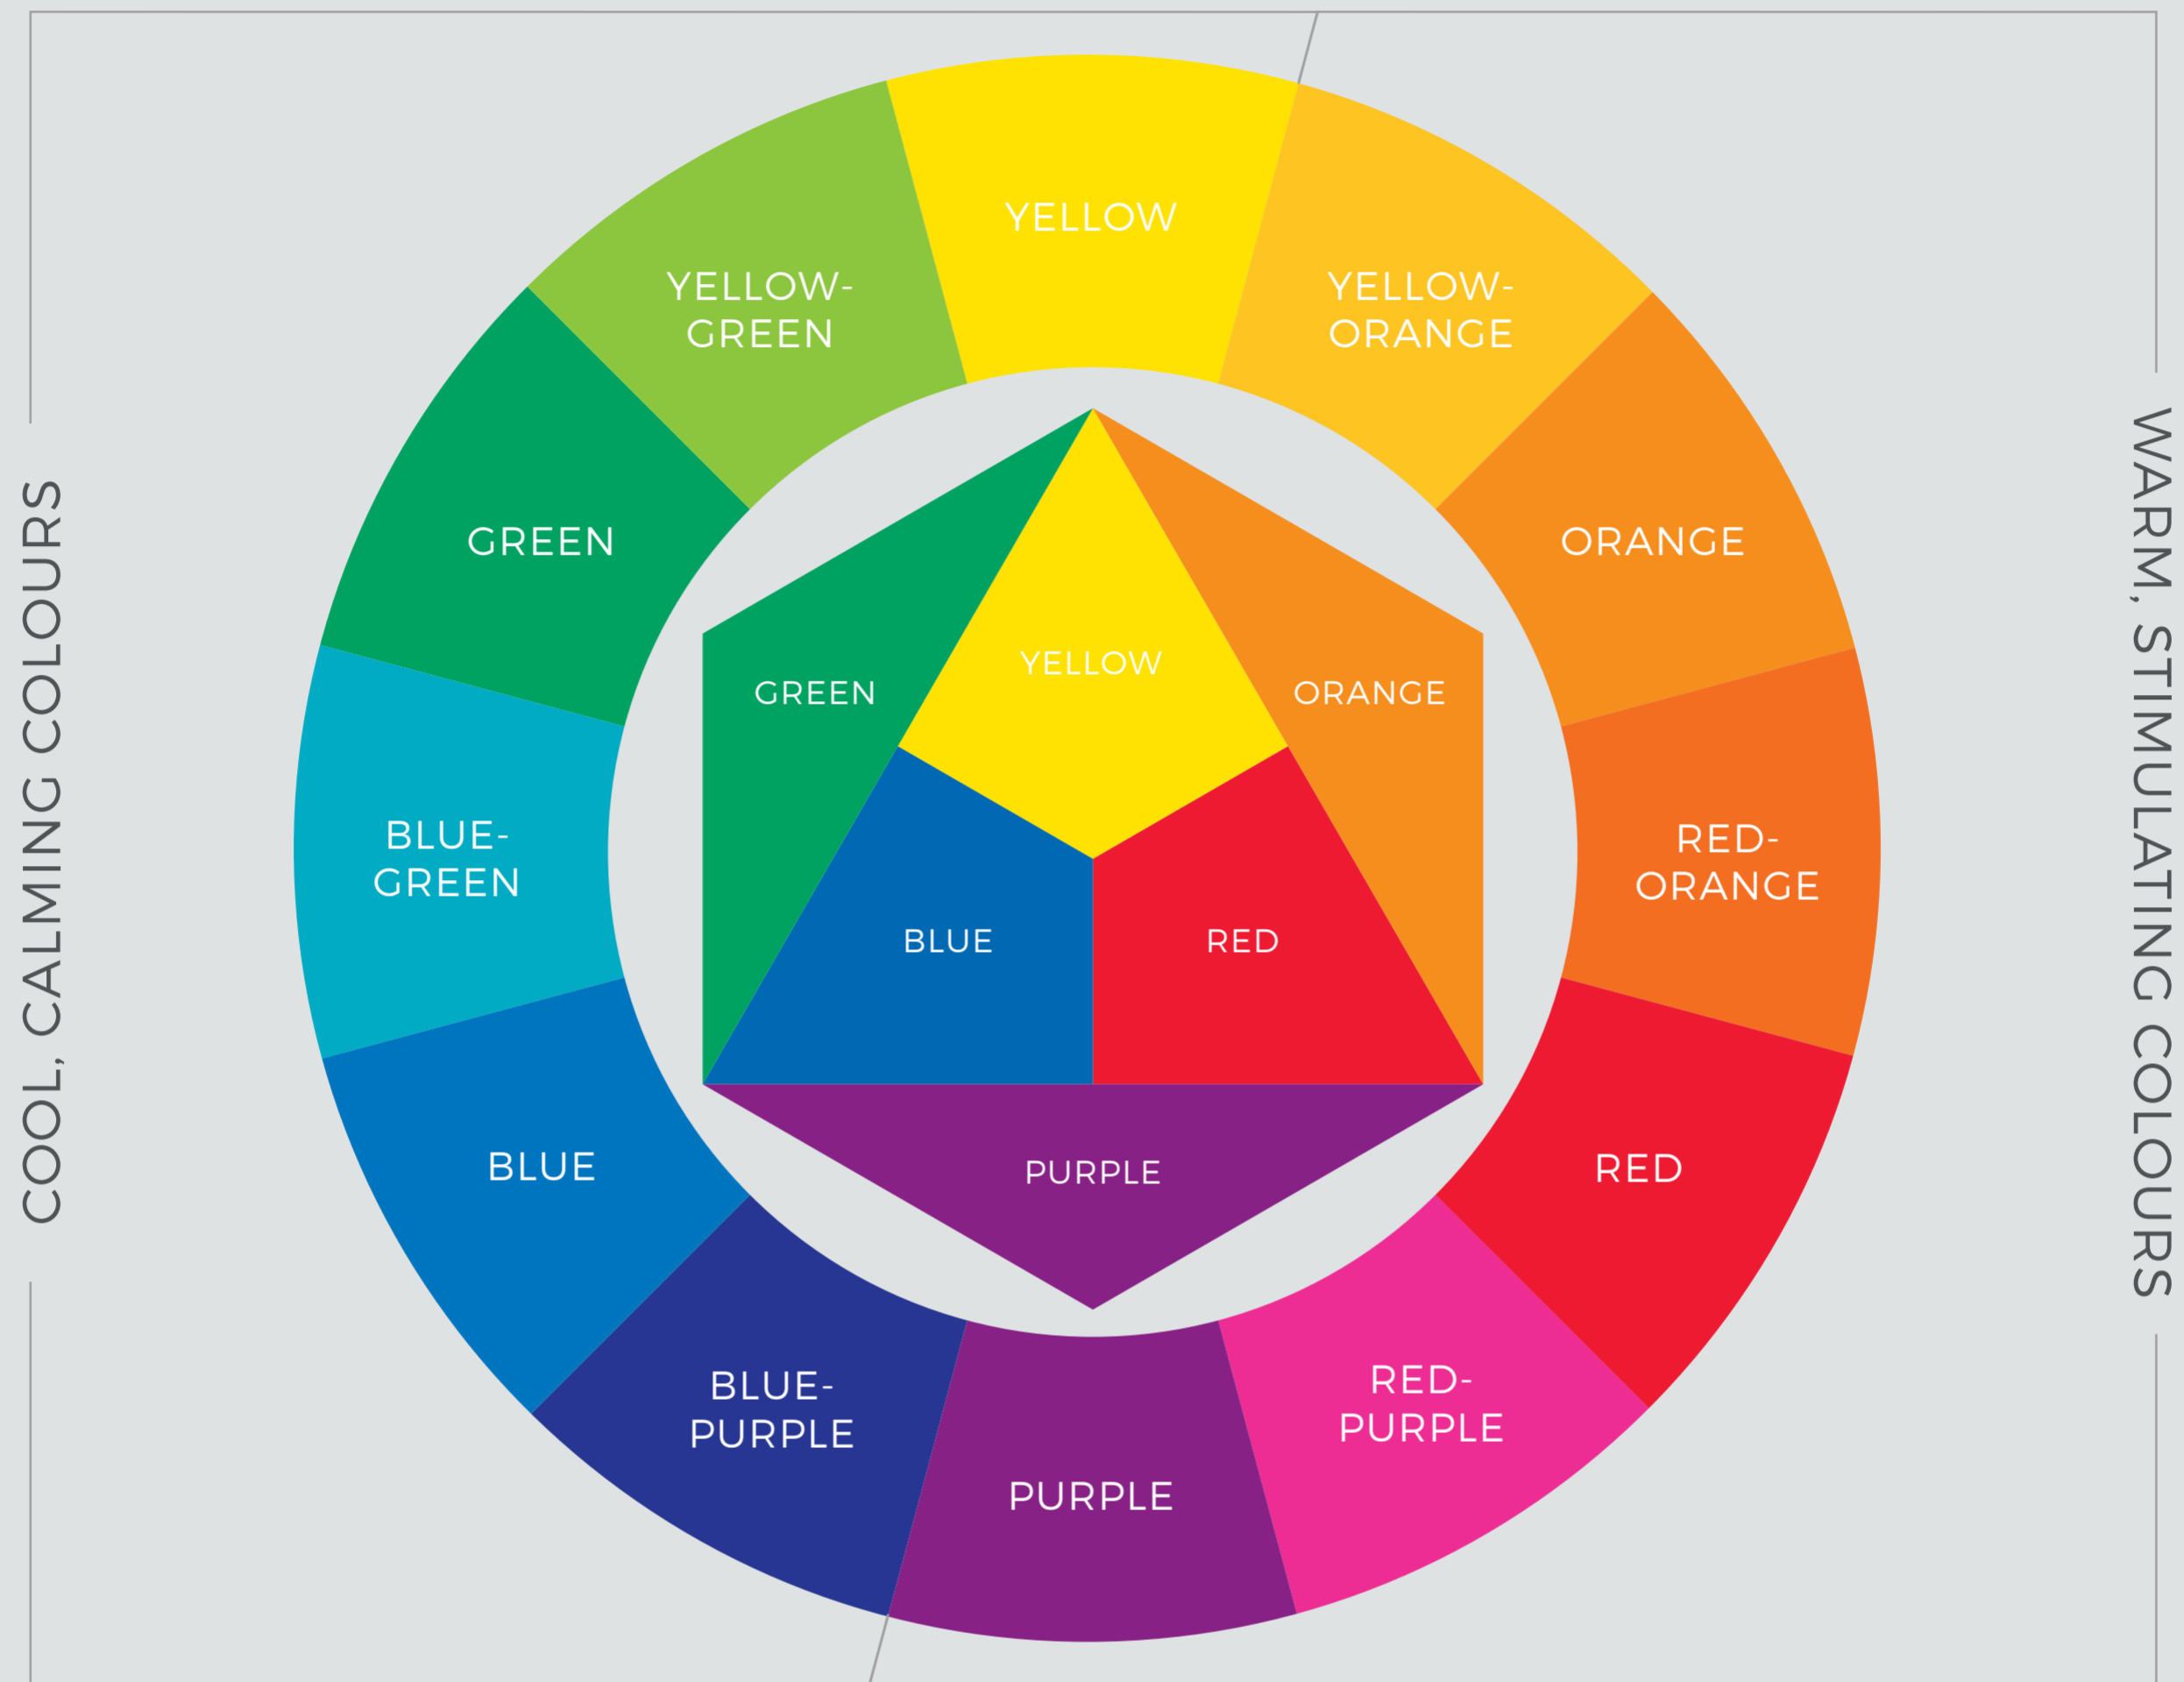 YELLOW
YELLOW-
GREEN
YELLOW-
ORANGE
GREEN
ORANGE
YELLOW
GREEN
ORANGE
BLUE-
GREEN
RED-
ORANGE
BLUE
RED
BLUE
RED
PURPLE
BLUE-
PURPLE
RED-
PURPLE
PURPLE
COOL, CALMING COLOURS
WARM, STIMULATING COLOURS